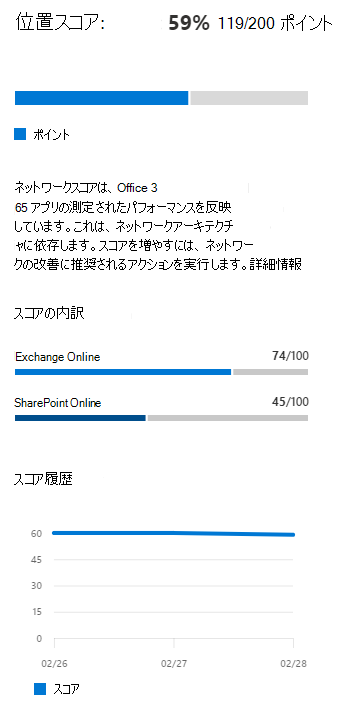 位置スコア: 59% 119/200 ポイント
ポイント
ネットワークスコアは、Office 3
65 アプリの測定されたパフォーマンスを反映
しています。これは、ネットワークアーキテクチ
ャに依存します。スコアを増やすには、ネットワー
クの改善に推奨されるアクションを実行します。詳細情報
スコアの内訳
Exchange Online 74/100
SharePoint Online 45/100
スコア履歴
60
45
30
15
0
02/26 02/27 02/28
スコア